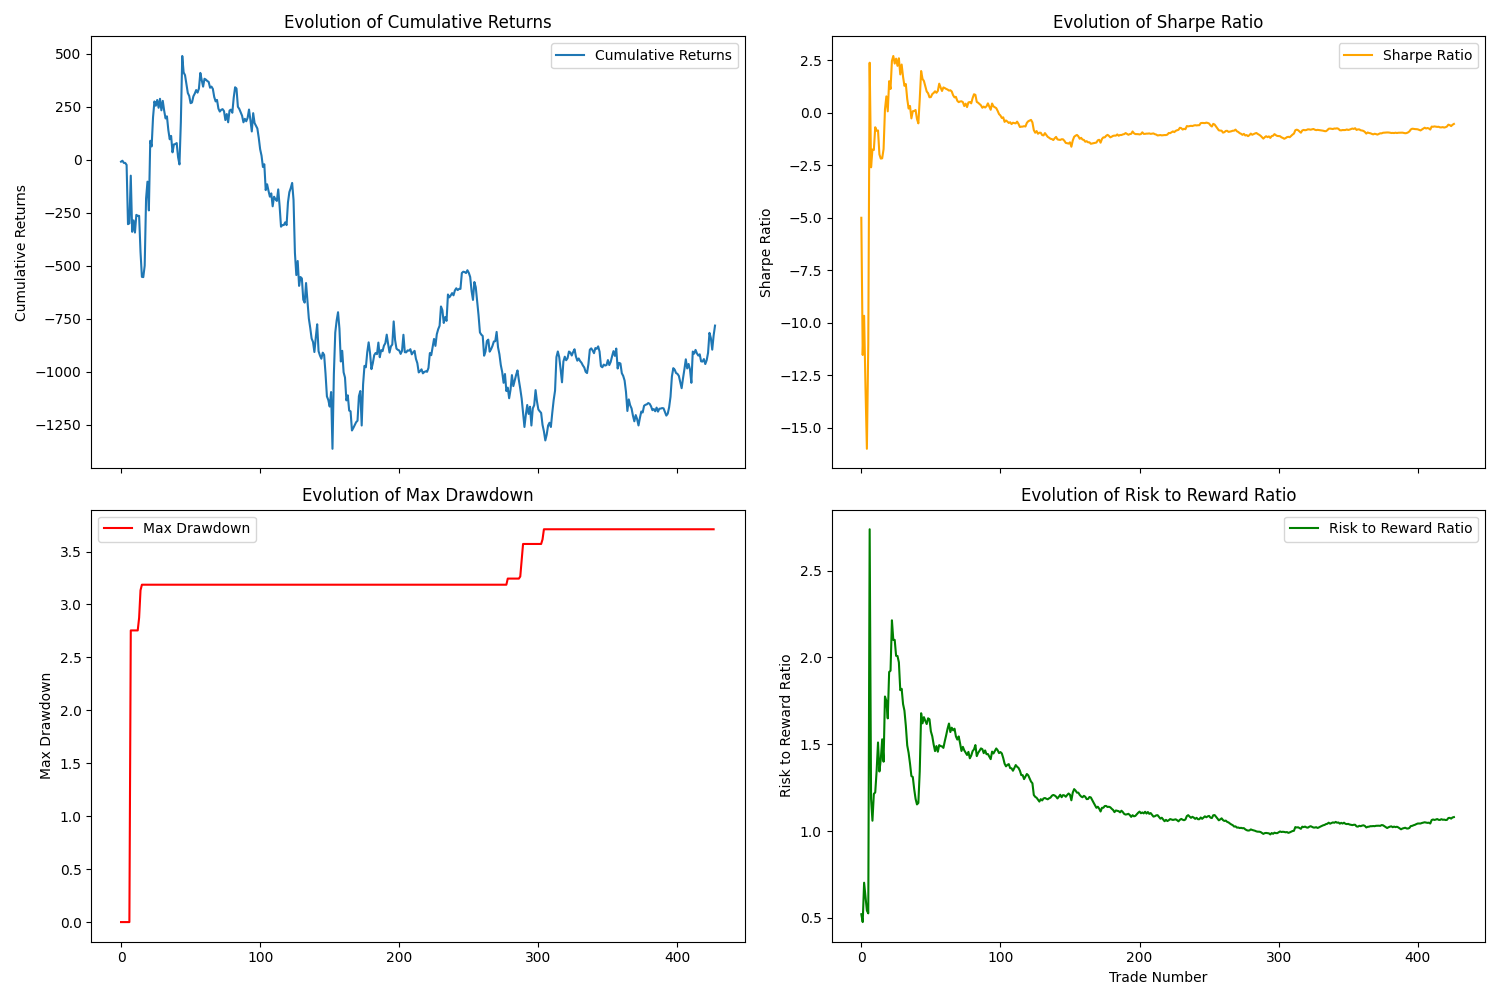 Evolution of Cumulative Returns
Cumulative Returns
Cumulative Returns
500
250
0
−250
−500
−750
−1000
−1250
Evolution of Sharpe Ratio
Sharpe Ratio
Sharpe Ratio
2.5
0.0
−2.5
−5.0
−7.5
−10.0
−12.5
−15.0
Evolution of Max Drawdown
Max Drawdown
Max Drawdown
3.5
3.0
2.5
2.0
1.5
1.0
0.5
0.0
0 100 200 300 400
Evolution of Risk to Reward Ratio
Risk to Reward Ratio
Risk to Reward Ratio
2.5
2.0
1.5
1.0
0.5
0 100 200 300 400
Trade Number